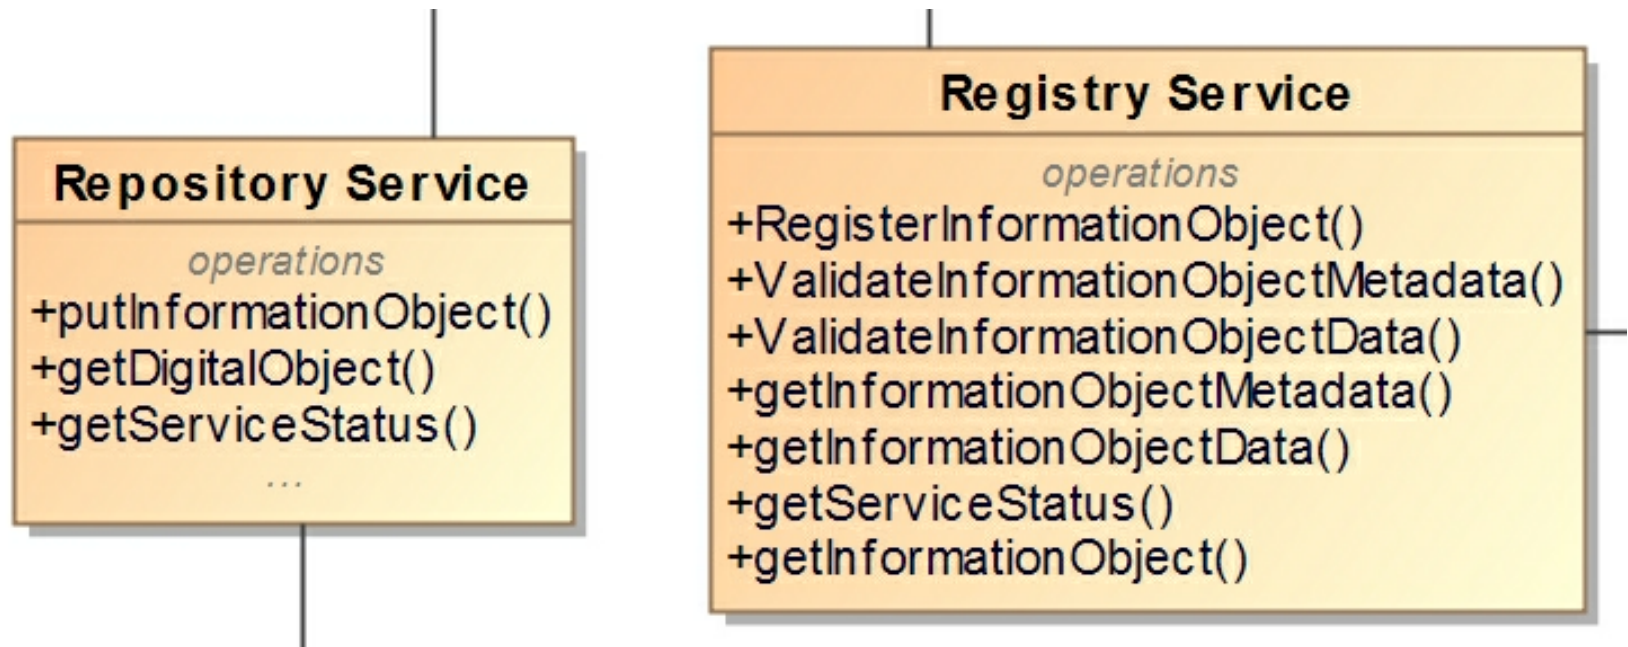 Repository Service
operations
+putInformationObject()
+getDigitalObject()
+getServiceStatus()
...
Registry Service
operations
+RegisterInformationObject()
+ValidateInformationObjectMetadata()
+ValidateInformationObjectData()
+getInformationObjectMetadata()
+getInformationObjectData()
+getServiceStatus()
+getInformationObject()